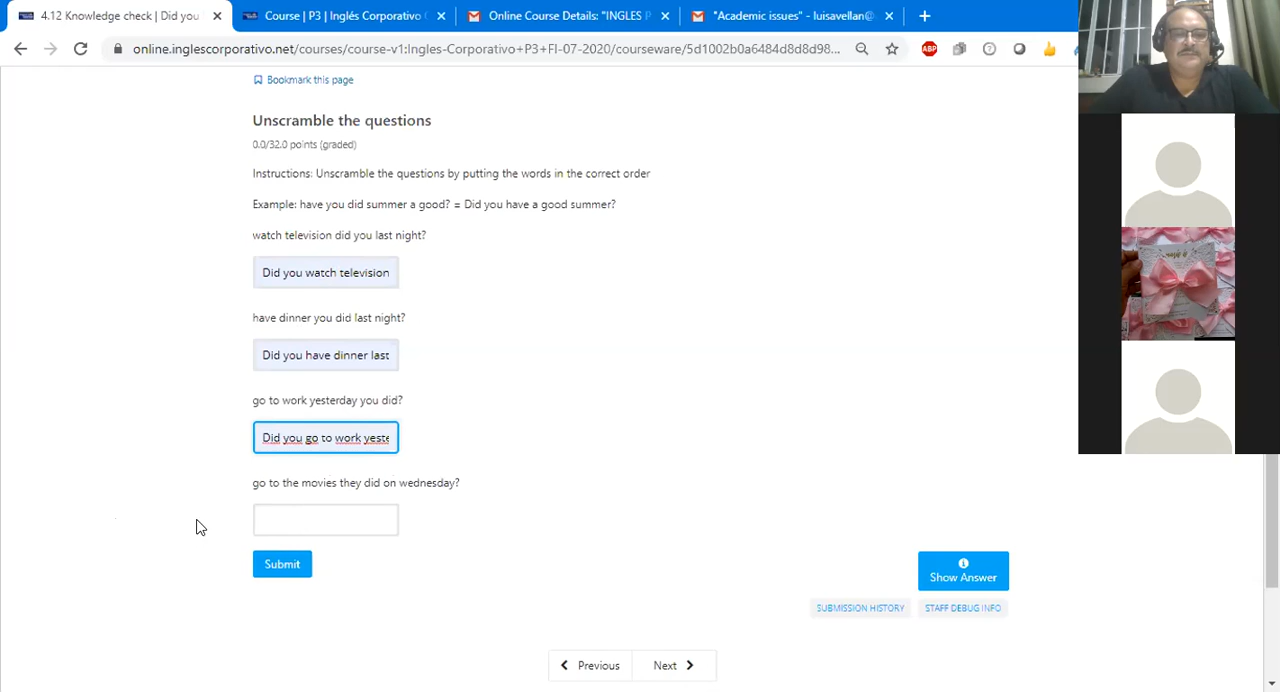 4.12 Knowledge check | Did you
Course | P3 | Inglés Corporativo
Online Course Details: "INGLES P
"Academic issues" - luisavellan@
online.inglescorporativo.net/courses/course-v1:Ingles-Corporativo+P3+FI-07-2020/courseware/5d1002b0a6484d8d8d98...
ABP
Bookmark this page
Unscramble the questions
0.0/32.0 points (graded)
Instructions: Unscramble the questions by putting the words in the correct order
Example: have you did summer a good? = Did you have a good summer?
watch television did you last night?
Did you watch television
have dinner you did last night?
Did you have dinner last
go to work yesterday you did?
Did you go to work yeste
go to the movies they did on wednesday?
Submit
Show Answer
SUBMISSION HISTORY
STAFF DEBUG INFO
Previous
Next